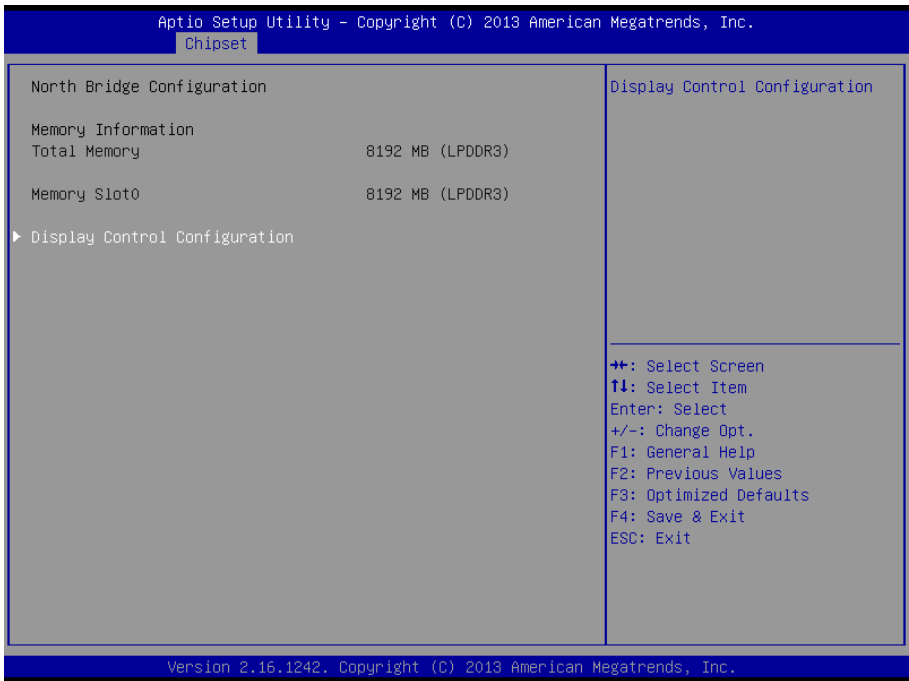 Aptio Setup Utility – Copyright (C) 2013 American Megatrends, Inc.
Chipset
North Bridge Configuration
Memory Information
Total Memory 8192 MB (LPDDR3)
Memory Slot0 8192 MB (LPDDR3)
Display Control Configuration
Display Control Configuration
→←: Select Screen
↑↓: Select Item
Enter: Select
+/-: Change Opt.
F1: General Help
F2: Previous Values
F3: Optimized Defaults
F4: Save & Exit
ESC: Exit
Version 2.16.1242. Copyright (C) 2013 American Megatrends, Inc.